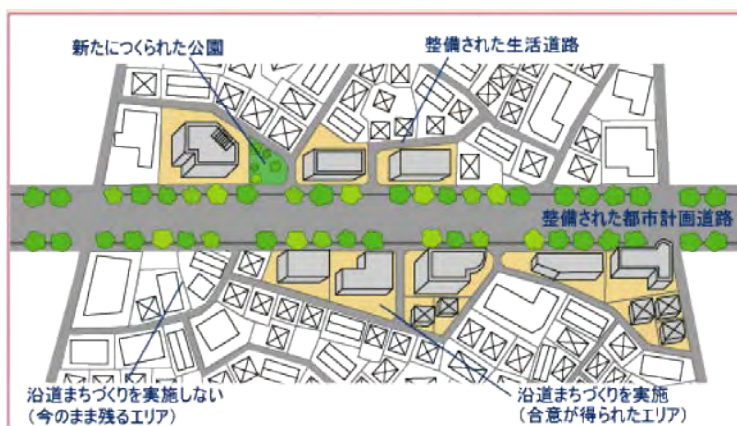 新たにつくられた公園
整備された生活道路
整備された都市計画道路
沿道まちづくりを実施しない
（今のまま残るエリア）
沿道まちづくりを実施
（合意が得られたエリア）